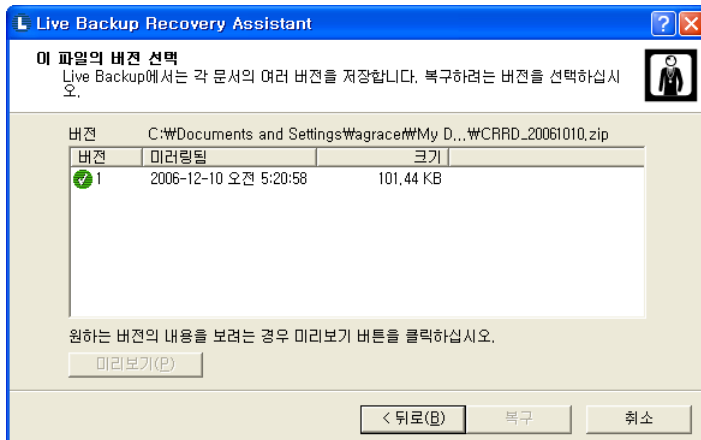 Live Backup Recovery Assistant
이 파일의 버전 선택
Live Backup에서는 각 문서의 여러 버전을 저장합니다. 복구하려는 버전을 선택하십시
오.
버전 C:₩Documents and Settings₩agrace₩My D...₩CRRD_20061010.zip
버전 미러링됨 크기
1 2006-12-10 오전 5:20:58 101.44 KB
원하는 버전의 내용을 보려는 경우 미리보기 버튼을 클릭하십시오.
미리보기(P)
< 뒤로(B) 복구 취소